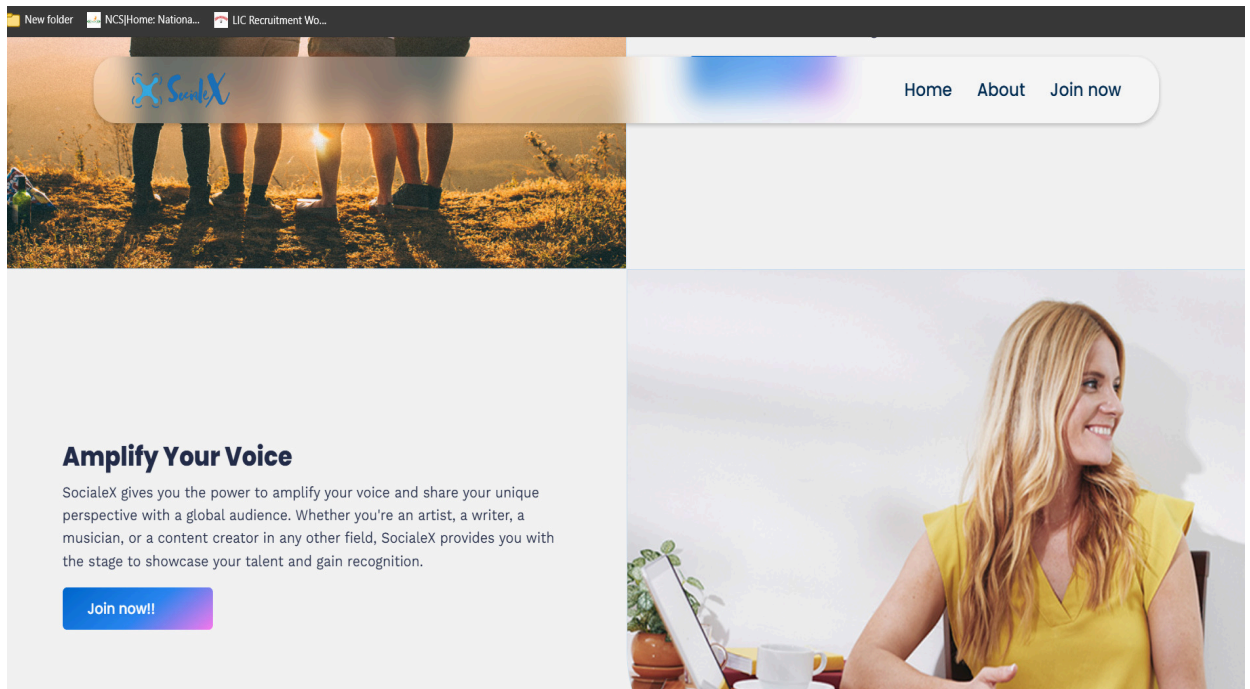 New folder
NCS|Home: Nationa...
LIC Recruitment Wo...
SocialeX
Home
About
Join now
Amplify Your Voice
SocialeX gives you the power to amplify your voice and share your unique
perspective with a global audience. Whether you're an artist, a writer, a
musician, or a content creator in any other field, SocialeX provides you with
the stage to showcase your talent and gain recognition.
Join now!!